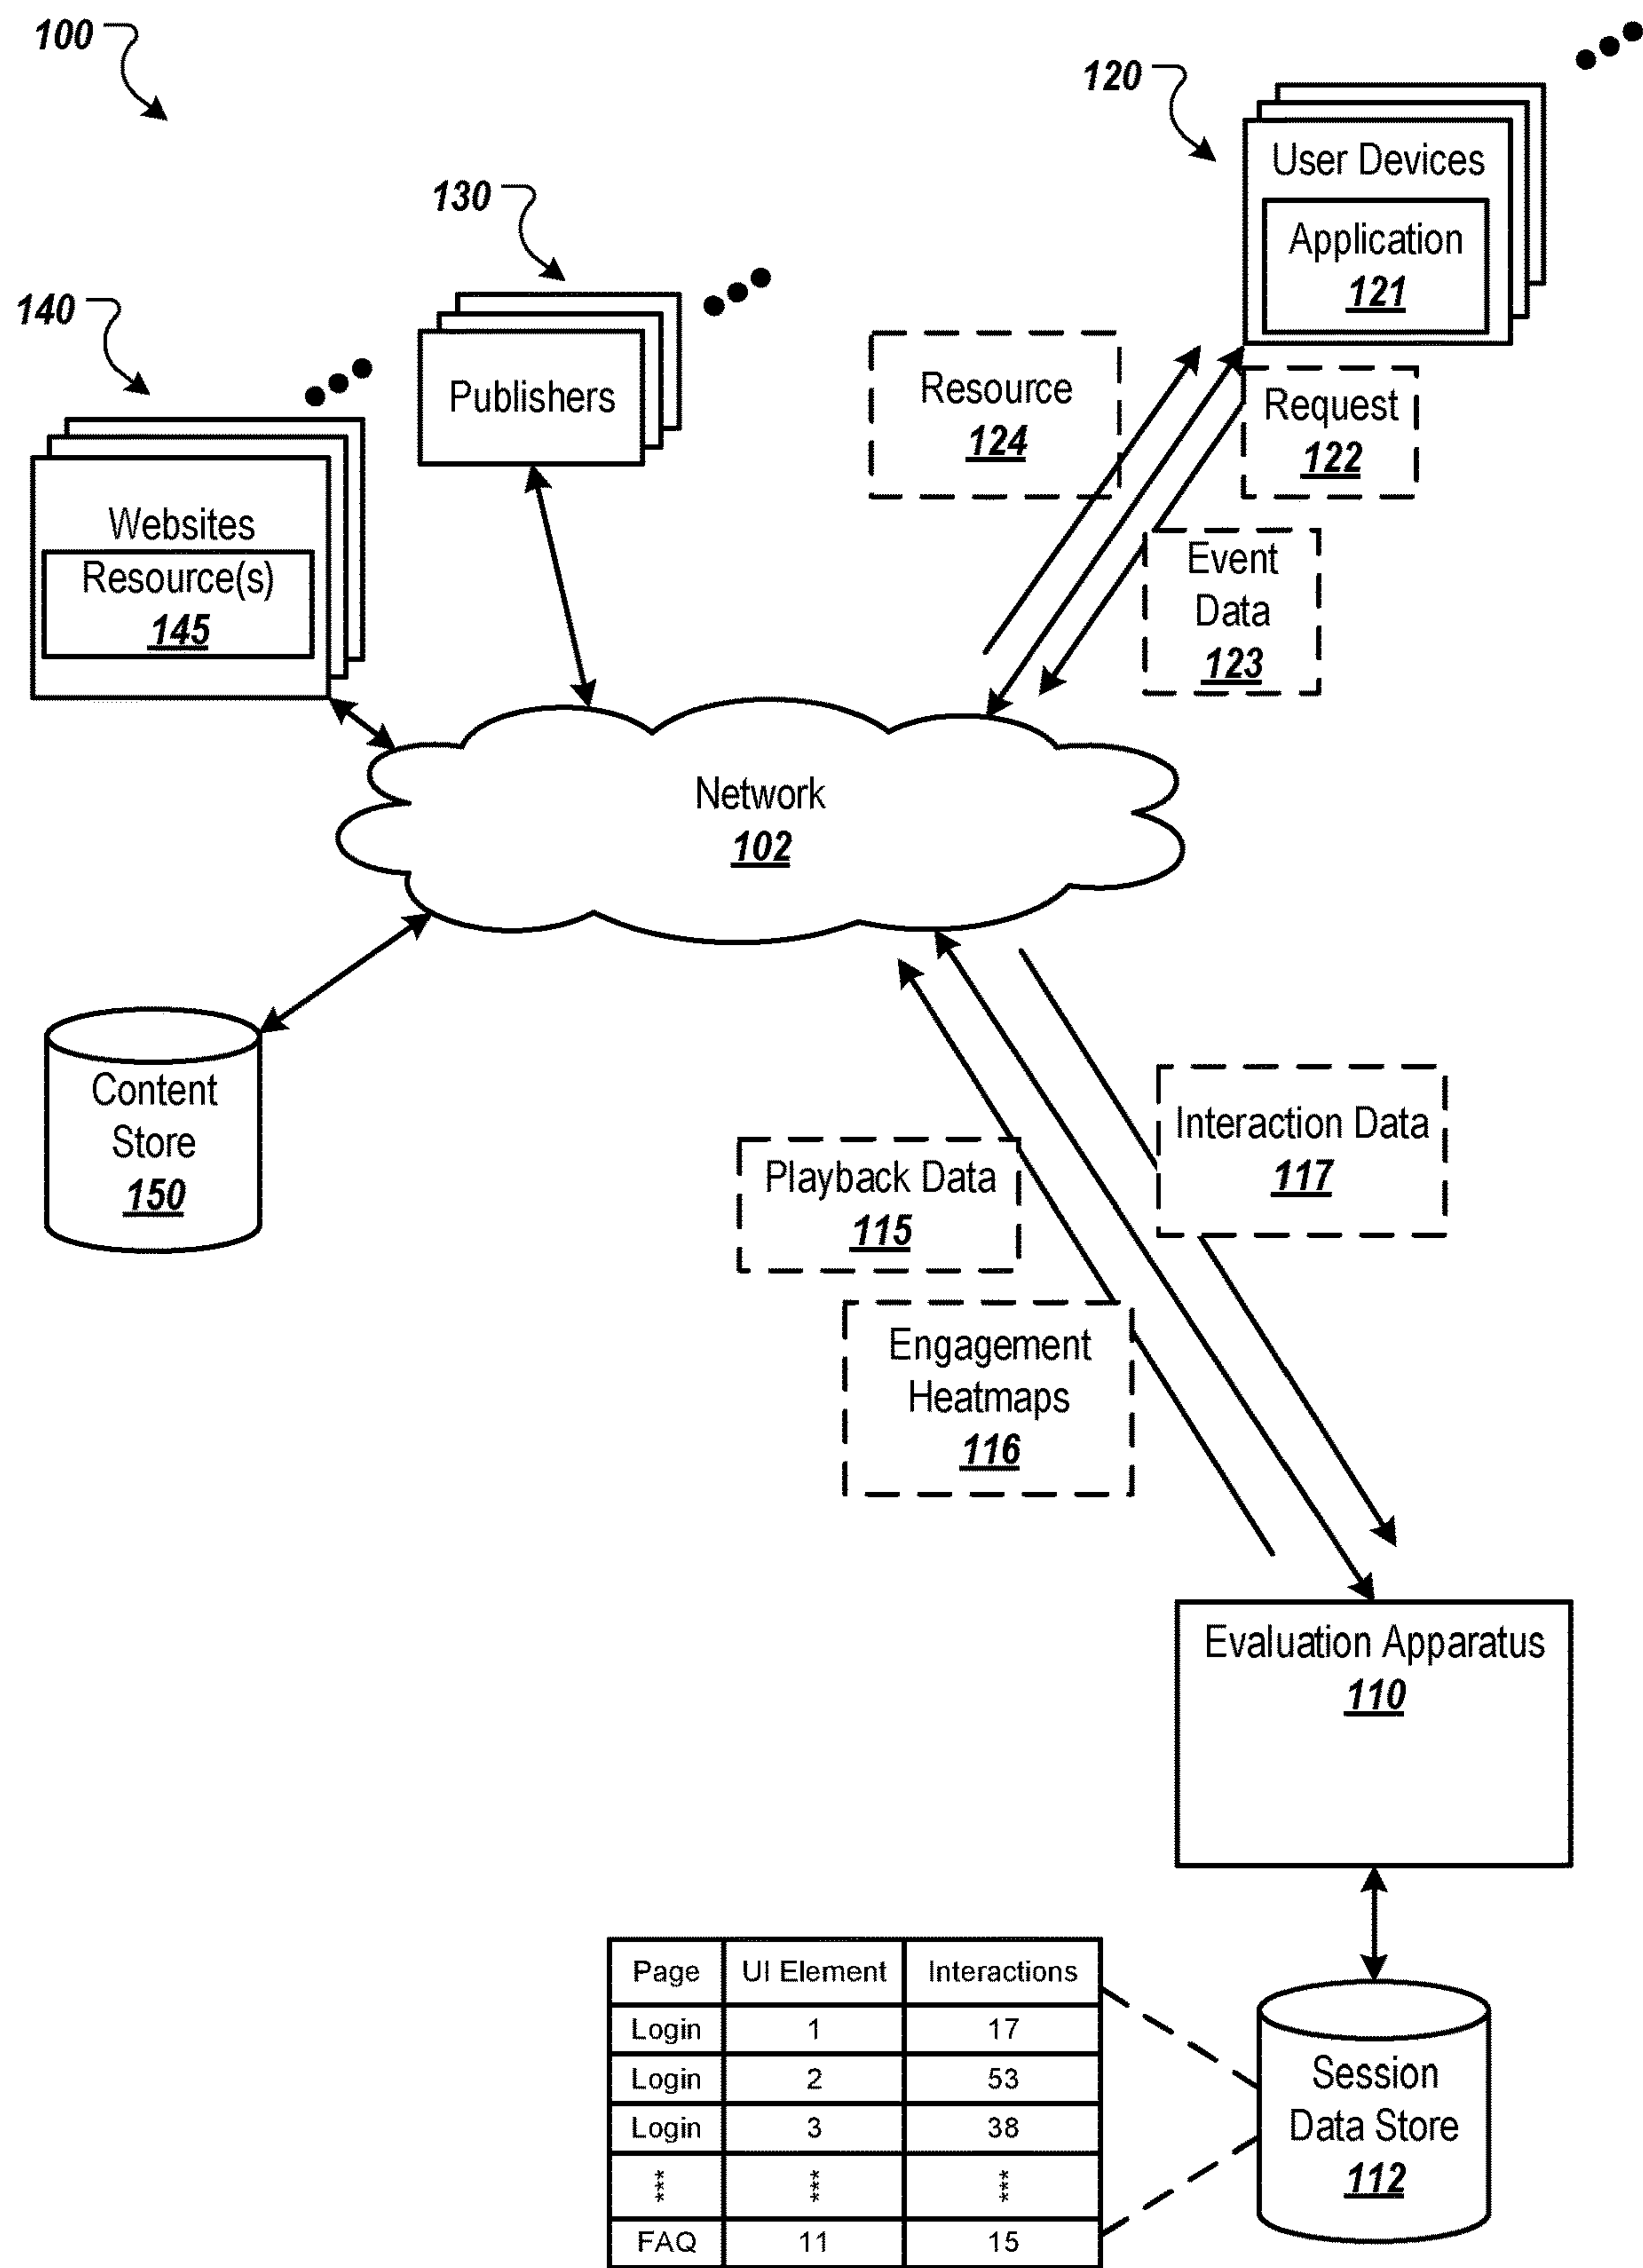 100
120
User Devices
Application
121
130
Publishers
140
Websites
Resource(s)
145
Resource
124
Request
122
Event
Data
123
Network
102
Content
Store
150
Interaction Data
117
Playback Data
115
Engagement
Heatmaps
116
Evaluation Apparatus
110
Page UI Element Interactions
Login 1 17
Login 2 53
Login 3 38
*** *** ***
FAQ 11 15
Session
Data Store
112